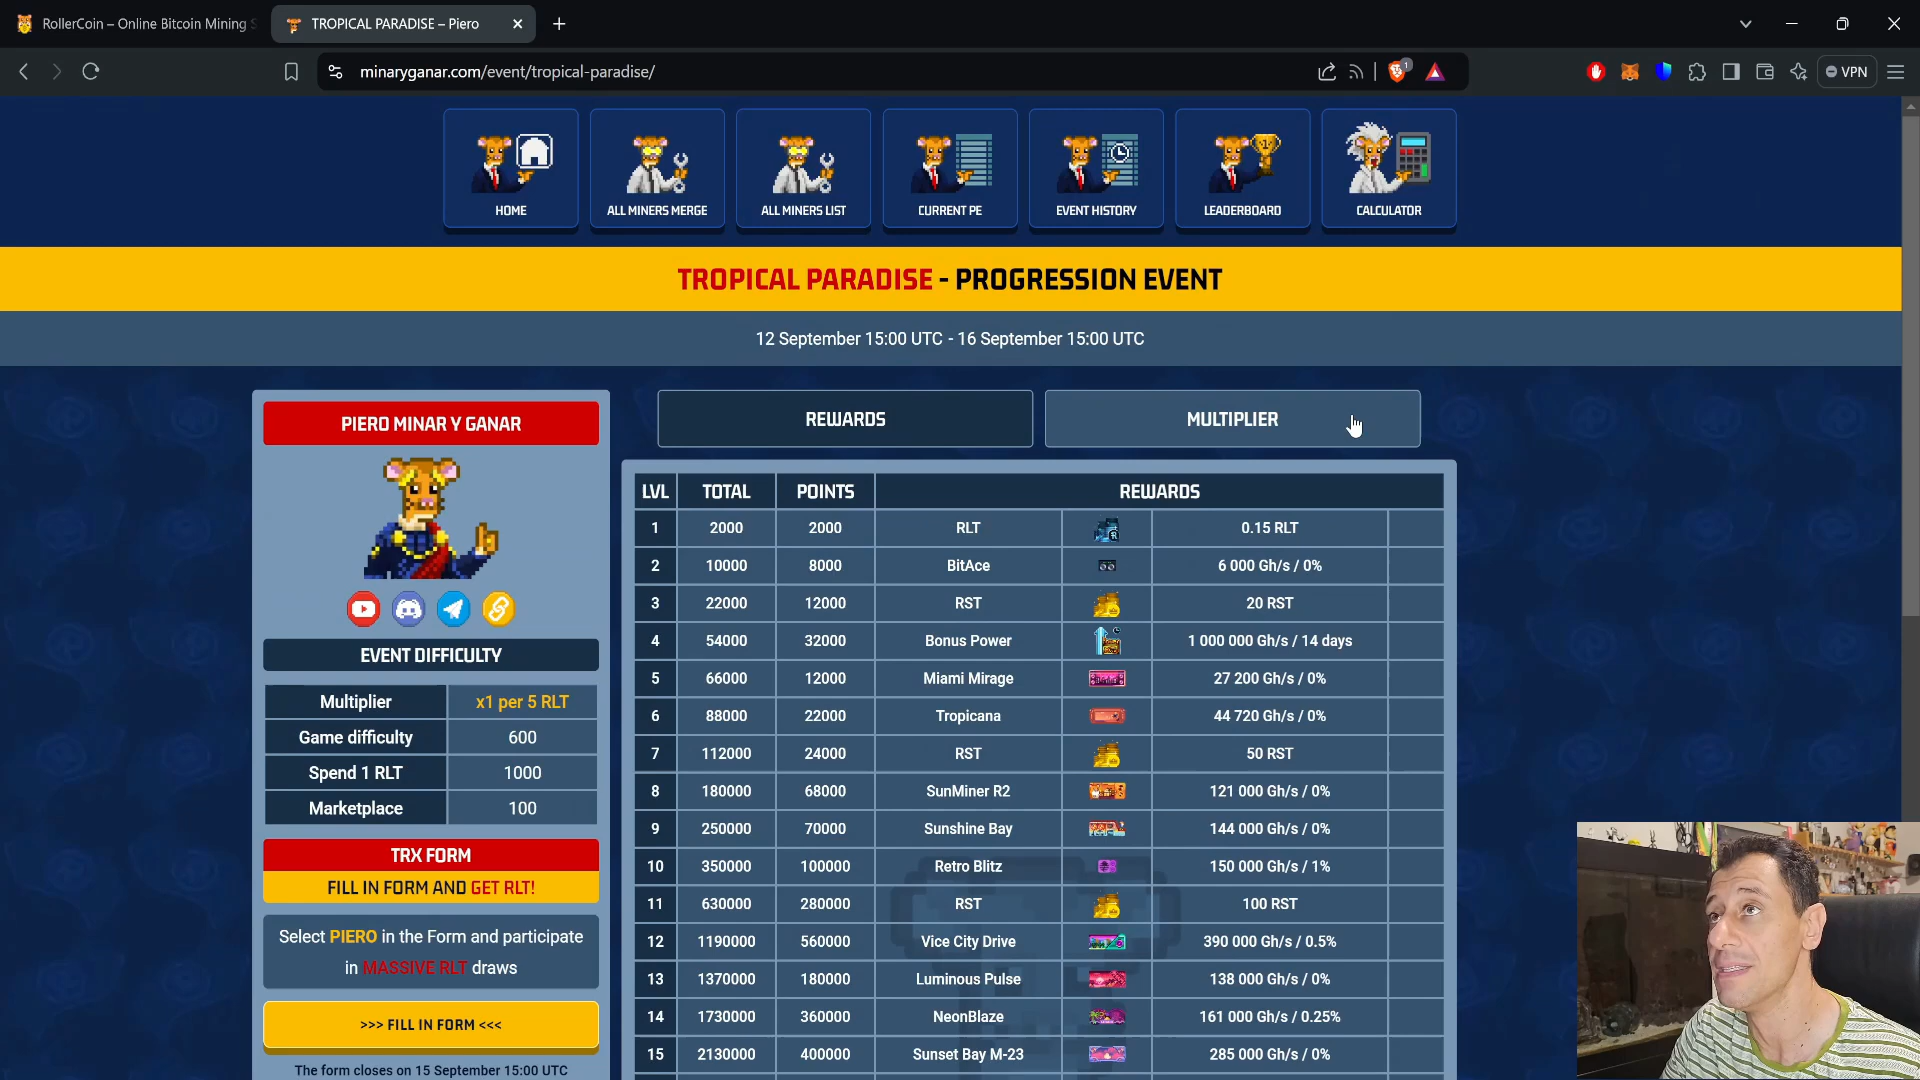 RollerCoin – Online Bitcoin Mining S
TROPICAL PARADISE – Piero
minaryganar.com/event/tropical-paradise/
1
VPN
HOME
ALL MINERS MERGE
ALL MINERS LIST
CURRENT PE
EVENT HISTORY
LEADERBOARD
CALCULATOR
TROPICAL PARADISE - PROGRESSION EVENT
12 September 15:00 UTC - 16 September 15:00 UTC
PIERO MINAR Y GANAR
EVENT DIFFICULTY
Multiplier x1 per 5 RLT
Game difficulty 600
Spend 1 RLT 1000
Marketplace 100
TRX FORM
FILL IN FORM AND GET RLT!
Select PIERO in the Form and participate
in MASSIVE RLT draws
>>> FILL IN FORM <<<
The form closes on 15 September 15:00 UTC
REWARDS
MULTIPLIER
LVL TOTAL POINTS REWARDS
1 2000 2000 RLT 0.15 RLT
2 10000 8000 BitAce 6 000 Gh/s / 0%
3 22000 12000 RST 20 RST
4 54000 32000 Bonus Power 1 000 000 Gh/s / 14 days
5 66000 12000 Miami Mirage 27 200 Gh/s / 0%
6 88000 22000 Tropicana 44 720 Gh/s / 0%
7 112000 24000 RST 50 RST
8 180000 68000 SunMiner R2 121 000 Gh/s / 0%
9 250000 70000 Sunshine Bay 144 000 Gh/s / 0%
10 350000 100000 Retro Blitz 150 000 Gh/s / 1%
11 630000 280000 RST 100 RST
12 1190000 560000 Vice City Drive 390 000 Gh/s / 0.5%
13 1370000 180000 Luminous Pulse 138 000 Gh/s / 0%
14 1730000 360000 NeonBlaze 161 000 Gh/s / 0.25%
15 2130000 400000 Sunset Bay M-23 285 000 Gh/s / 0%